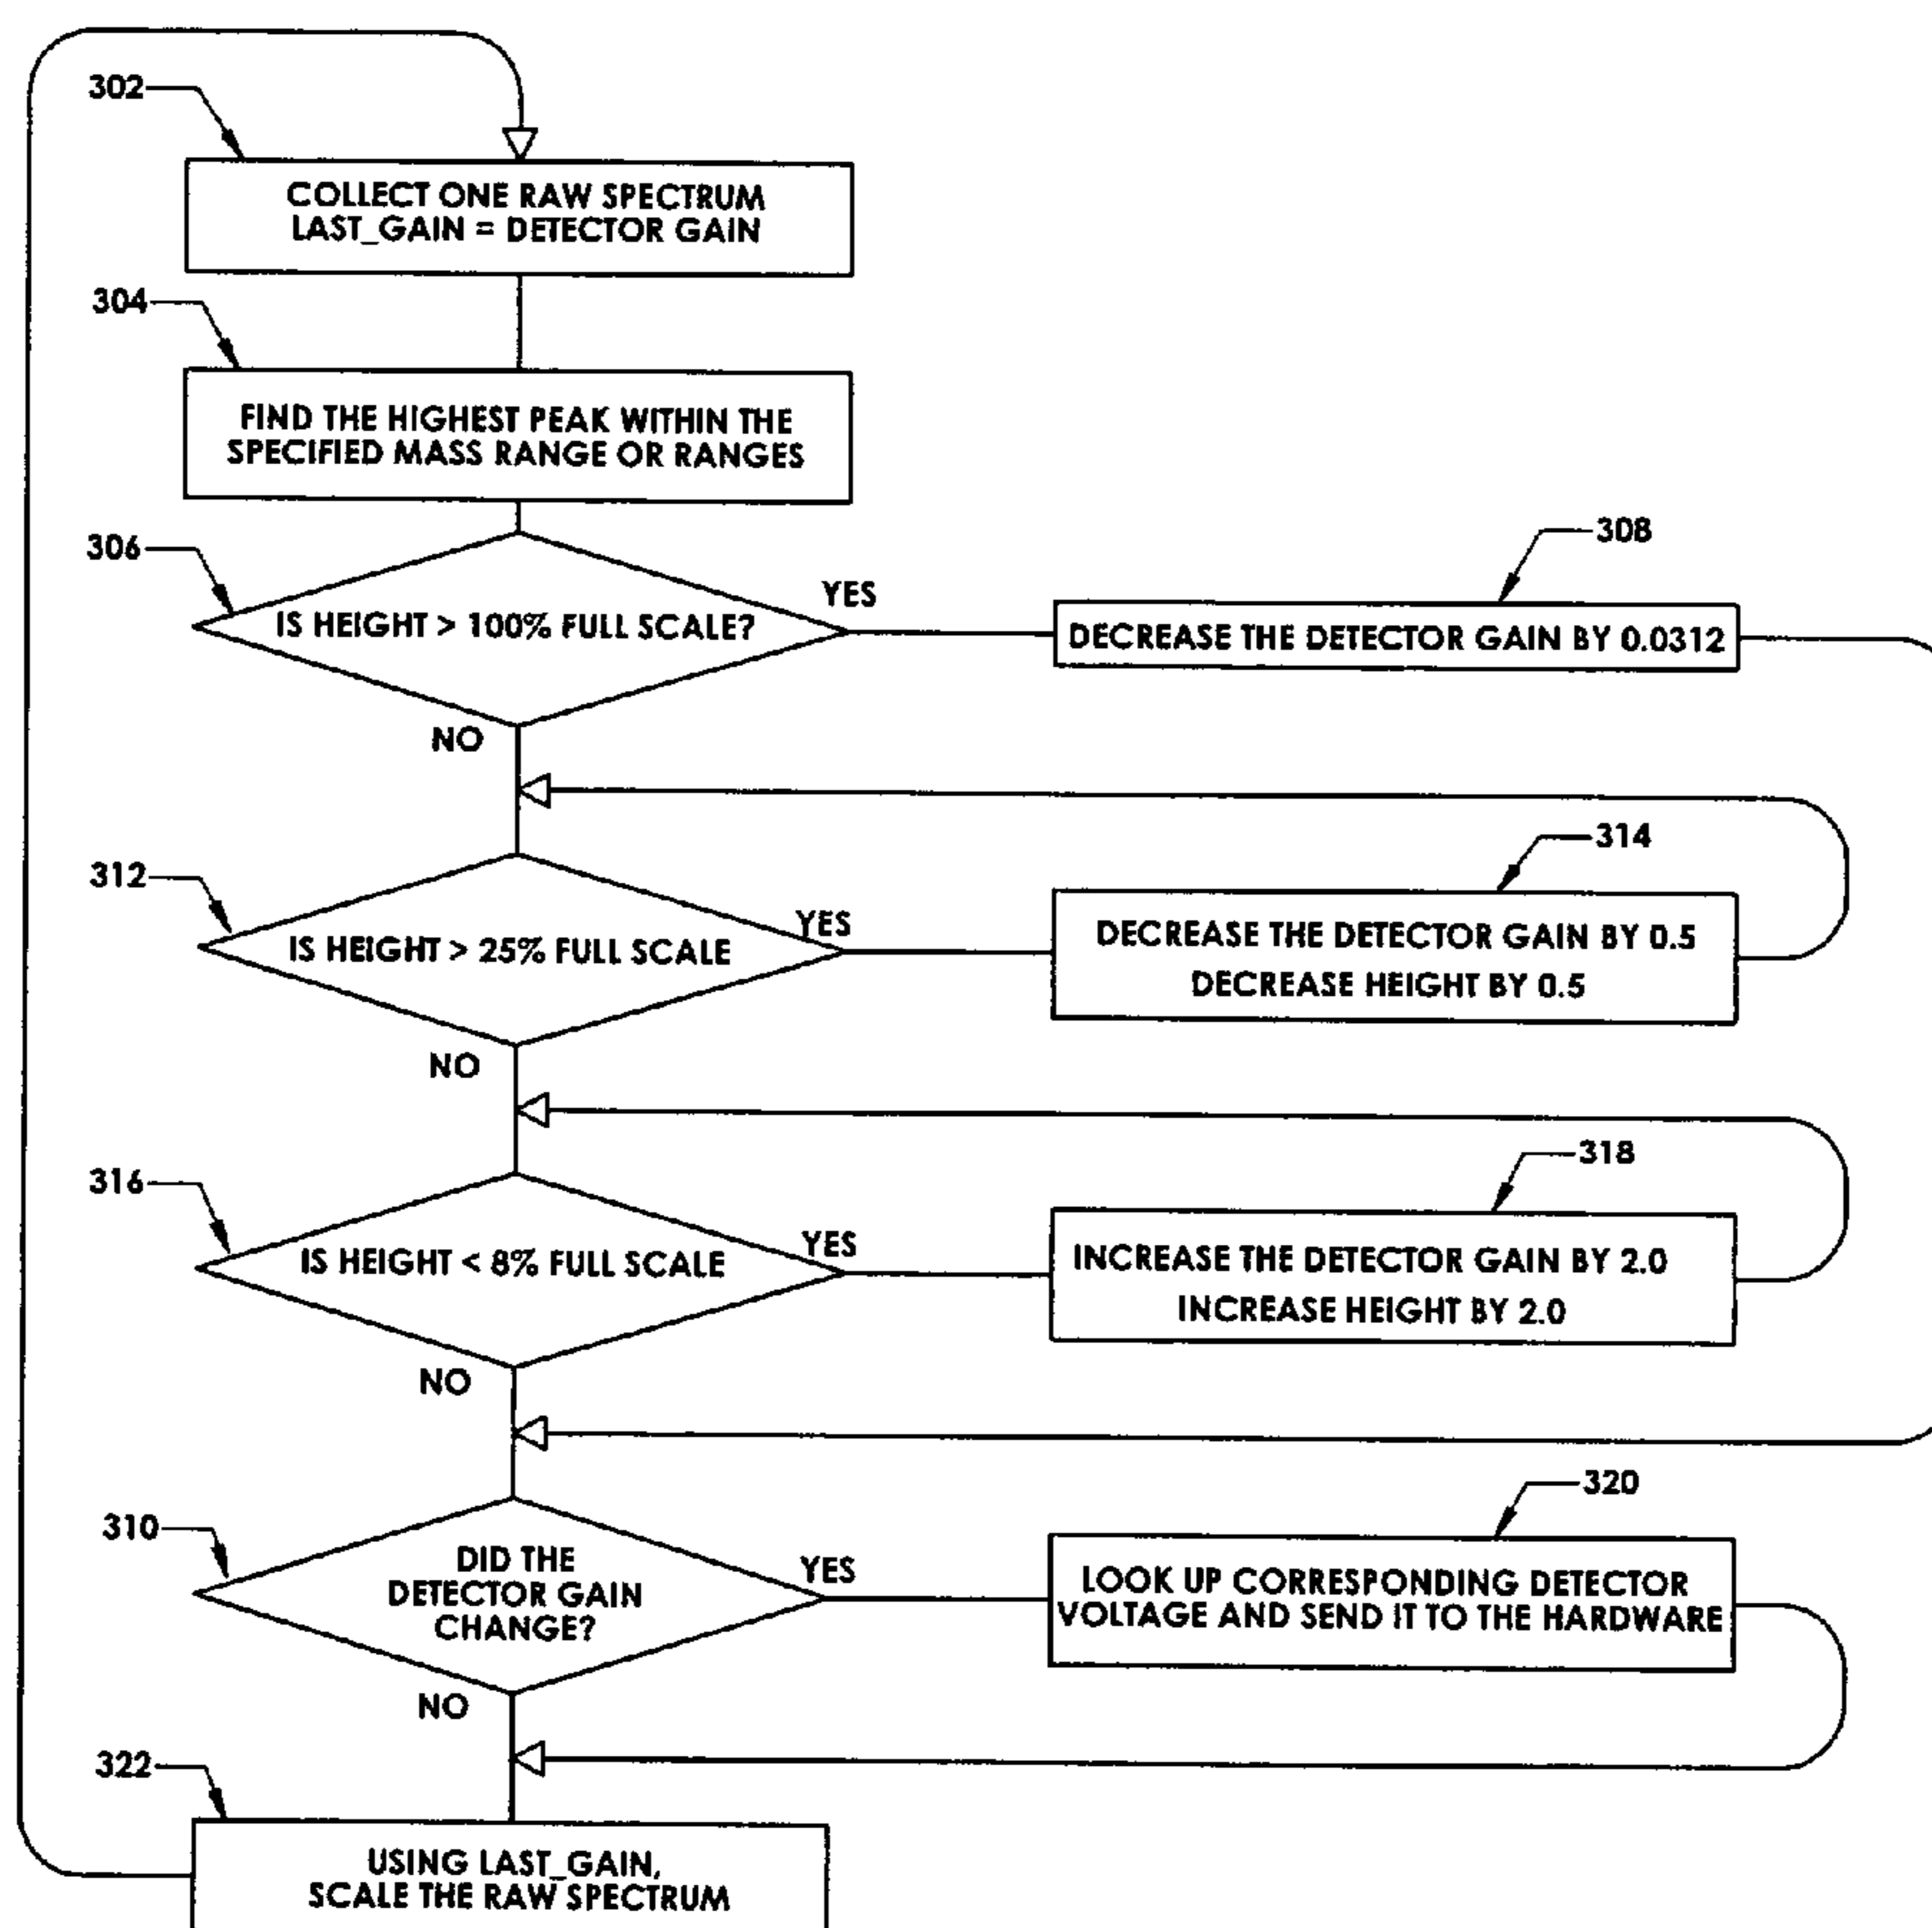 302
COLLECT ONE RAW SPECTRUM
LAST_GAIN = DETECTOR GAIN
304
FIND THE HIGHEST PEAK WITHIN THE
SPECIFIED MASS RANGE OR RANGES
306
IS HEIGHT > 100% FULL SCALE?
YES
308
DECREASE THE DETECTOR GAIN BY 0.0312
NO
312
IS HEIGHT > 25% FULL SCALE
YES
314
DECREASE THE DETECTOR GAIN BY 0.5
DECREASE HEIGHT BY 0.5
NO
316
IS HEIGHT < 8% FULL SCALE
YES
318
INCREASE THE DETECTOR GAIN BY 2.0
INCREASE HEIGHT BY 2.0
NO
310
DID THE
DETECTOR GAIN
CHANGE?
YES
320
LOOK UP CORRESPONDING DETECTOR
VOLTAGE AND SEND IT TO THE HARDWARE
NO
322
USING LAST_GAIN,
SCALE THE RAW SPECTRUM